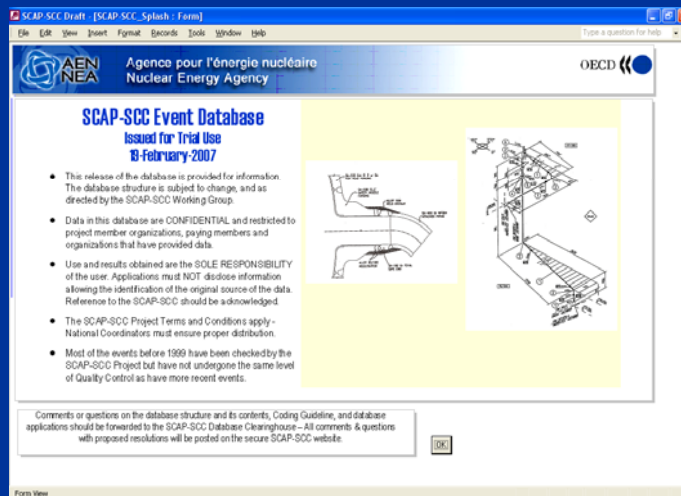 SCAP-SCC Draft - [SCAP-SCC_Splash : Form]
File Edit View Insert Format Records Tools Window Help
Type a question for help
AEN
NEA
Agence pour l'énergie nucléaire
Nuclear Energy Agency
OECD
SCAP-SCC Event Database
Issued for Trial Use
19-February-2007
● This release of the database is provided for information.
The database structure is subject to change, and as
directed by the SCAP-SCC Working Group.
● Data in this database are CONFIDENTIAL and restricted to
project member organizations, paying members and
organizations that have provided data.
● Use and results obtained are the SOLE RESPONSIBILITY
of the user. Applications must NOT disclose information
allowing the identification of the original source of the data.
Reference to the SCAP-SCC should be acknowledged.
● The SCAP-SCC Project Terms and Conditions apply -
National Coordinators must ensure proper distribution.
● Most of the events before 1999 have been checked by the
SCAP-SCC Project but have not undergone the same level
of Quality Control as have more recent events.
Comments or questions on the database structure and its contents, Coding Guideline, and database
applications should be forwarded to the SCAP-SCC Database Clearinghouse – All comments & questions
with proposed resolutions will be posted on the secure SCAP-SCC website.
OK
Form View